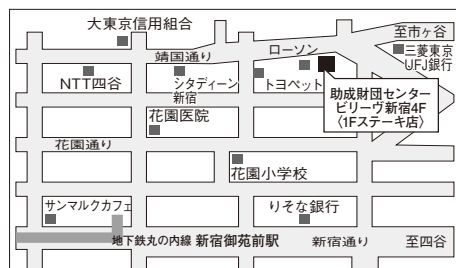 大東京信用組合
至市ヶ谷
靖国通り
ローソン
三菱東京
UFJ銀行
NTT四谷
シタディーン
新宿
トヨペット
助成財団センター
ビリーヴ新宿4F
〈1Fステーキ店〉
花園医院
花園通り
花園小学校
サンマルクカフェ
りそな銀行
地下鉄丸の内線 新宿御苑前駅
新宿通り
至四谷